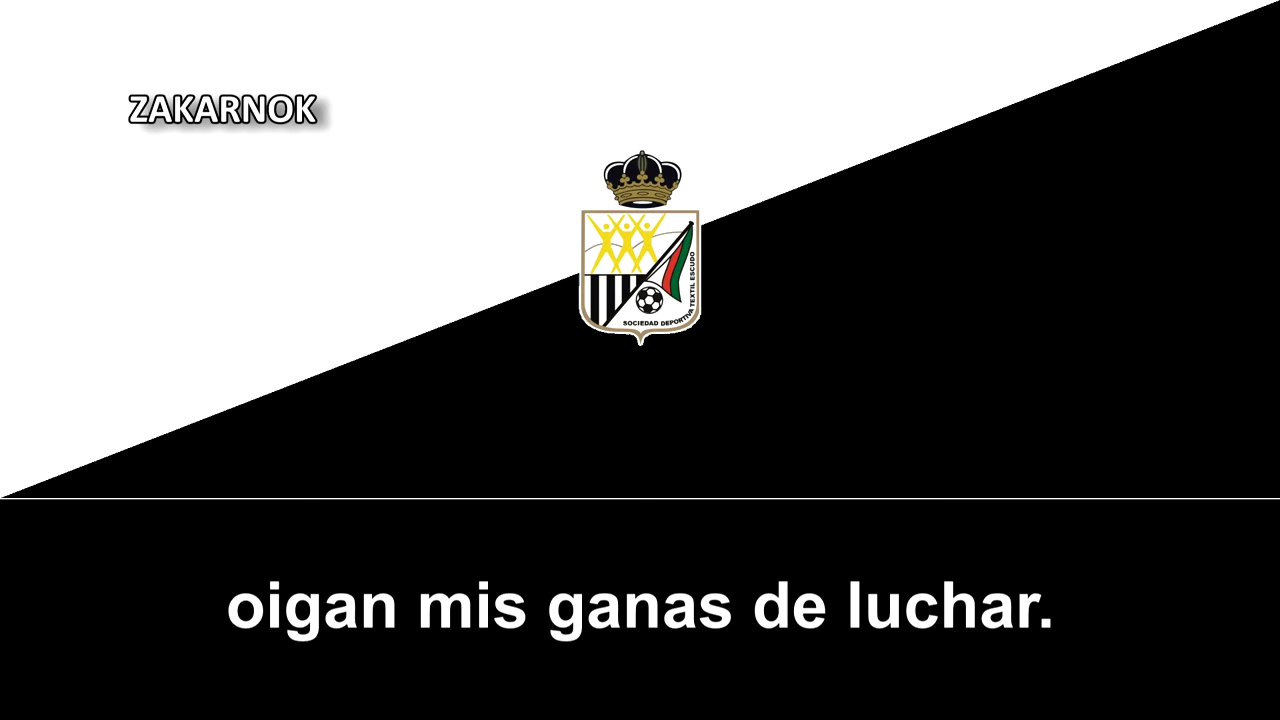 ZAKARNOK
SOCIEDAD DEPORTIVA TEXTIL ESCUDO
oigan mis ganas de luchar.